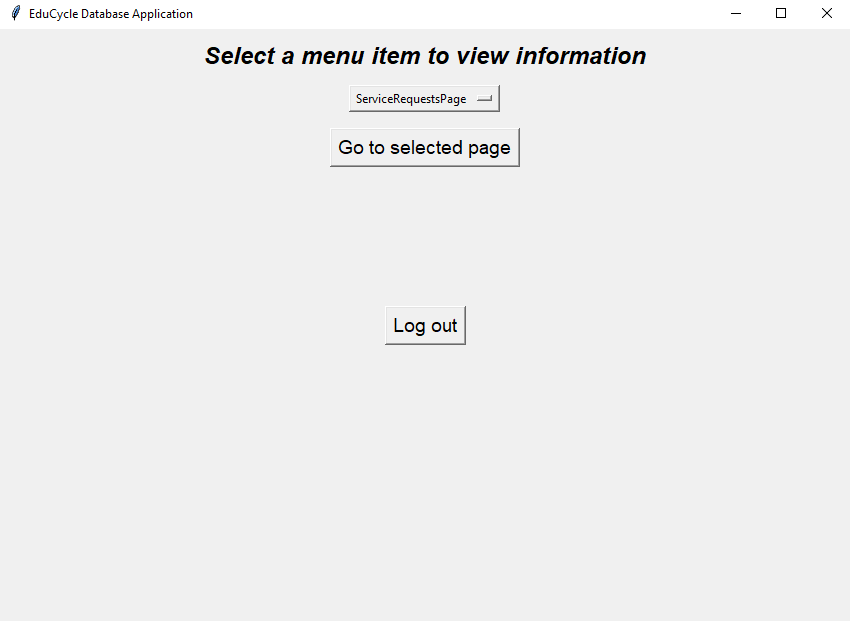 EduCycle Database Application
Select a menu item to view information
ServiceRequestsPage
Go to selected page
Log out